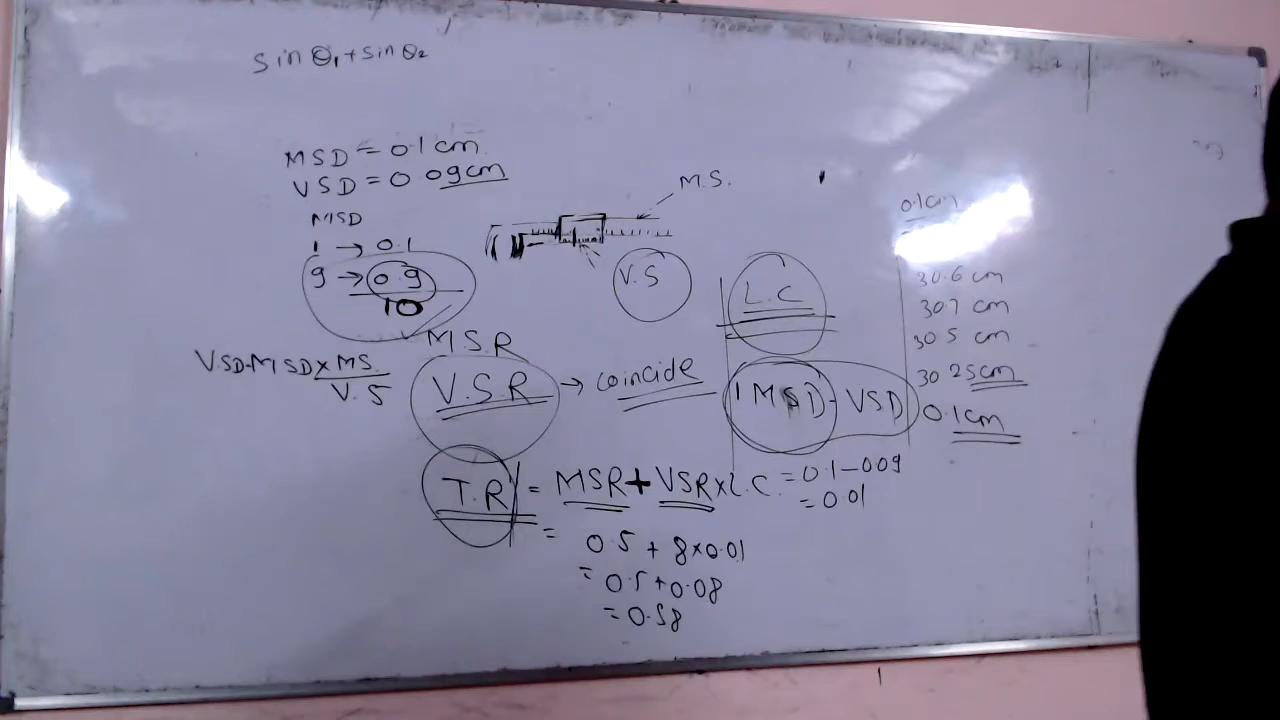 sin θ₁+sin θ₂
MSD = 0.1 cm
VSD = 0.09cm
MSD
1 → 0.1
9 → 0.9
10
M.S.
V.S
L.C
0.1cm
30.6 cm
30.7 cm
30.5 cm
30.25cm
0.1cm
M.S.R
VSD=MSD×MS
V.S
V.S.R → coincide
1 MSD - VSD
T.R = MSR + VSR×L.C. = 0.1-0.09
= 0.01
= 0.5 + 8×0.01
= 0.5+0.08
= 0.58